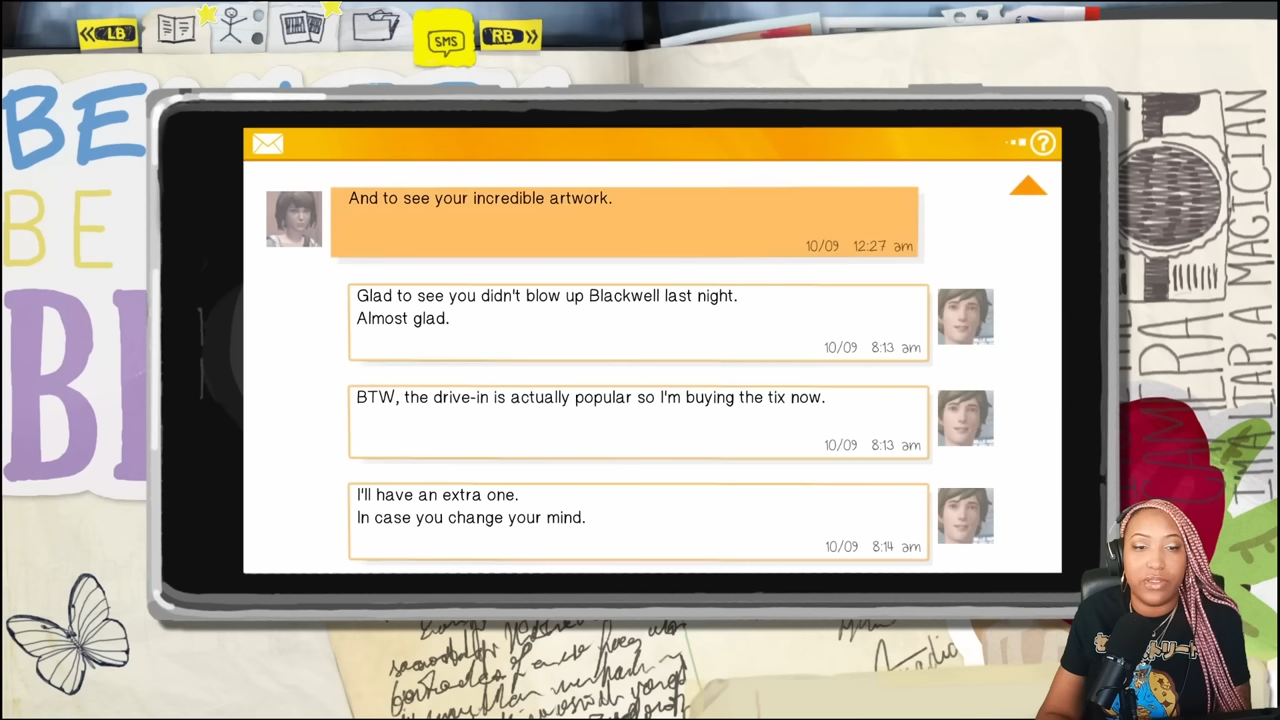 LB
SMS
RB
And to see your incredible artwork.
10/09 12:27 am
Glad to see you didn't blow up Blackwell last night.
Almost glad.
10/09 8:13 am
BTW, the drive-in is actually popular so I'm buying the tix now.
10/09 8:13 am
I'll have an extra one.
In case you change your mind.
10/09 8:14 am
BE
BE
CAMERA
LIAR, A MAGICIAN